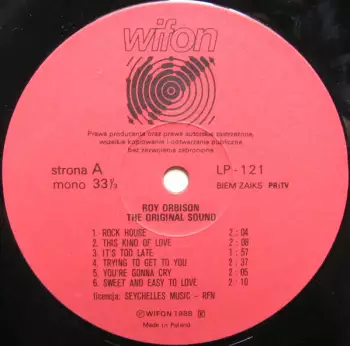 wifon
Prawa producenta oraz prawa autorskie zastrzeżone,
wszelkie kopiowanie i odtwarzanie publiczne
bez zezwolenia zabronione
strona A
mono 33⅓
LP - 121
BIEM ZAIKS PRiTV
ROY ORBISON
THE ORIGINAL SOUND
1. ROCK HOUSE 2:04
2. THIS KIND OF LOVE 2:08
3. IT'S TOO LATE 1:57
4. TRYING TO GET TO YOU 2:37
5. YOU'RE GONNA CRY 2:05
6. SWEET AND EASY TO LOVE 2:10
licencja: SEYCHELLES MUSIC - RFN
Ⓟ WIFON 1988
Made in Poland